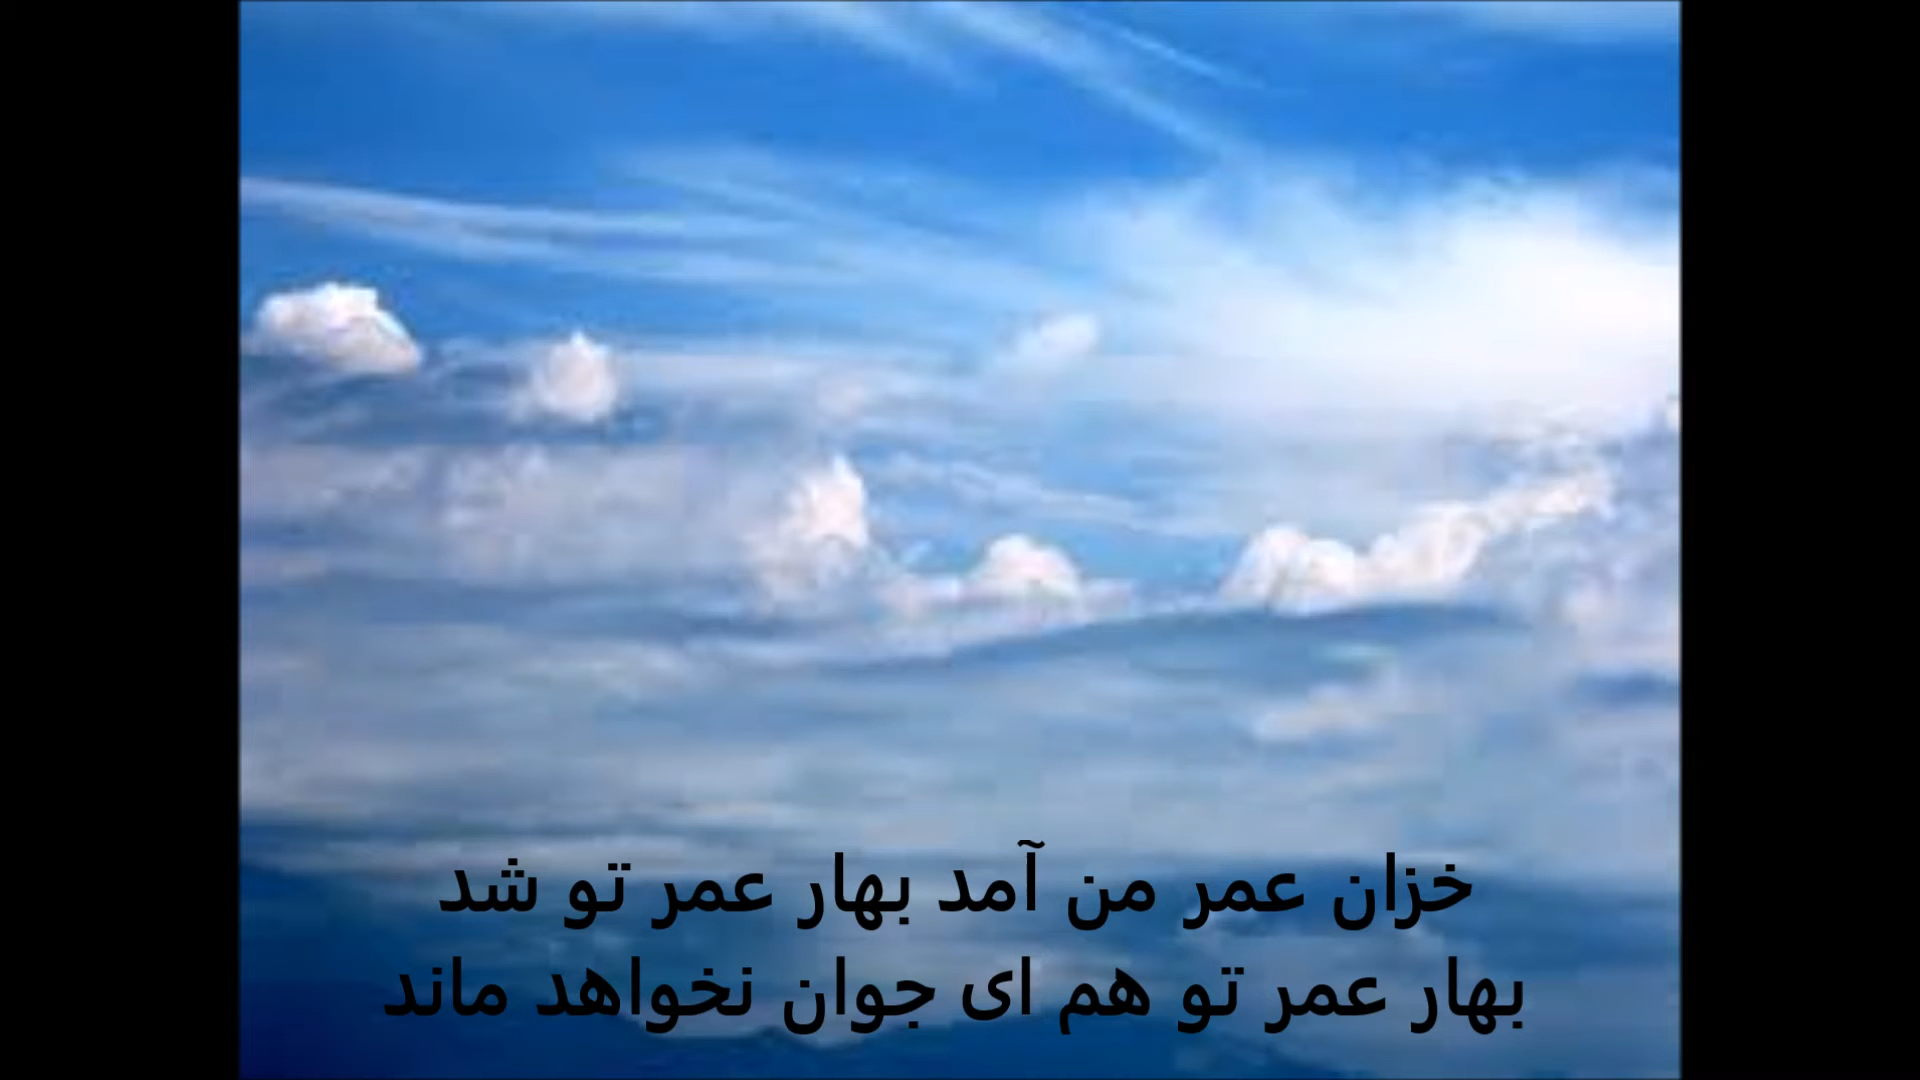 خزان عمر من آمد بهار عمر تو شد
بهار عمر تو هم ای جوان نخواهد ماند